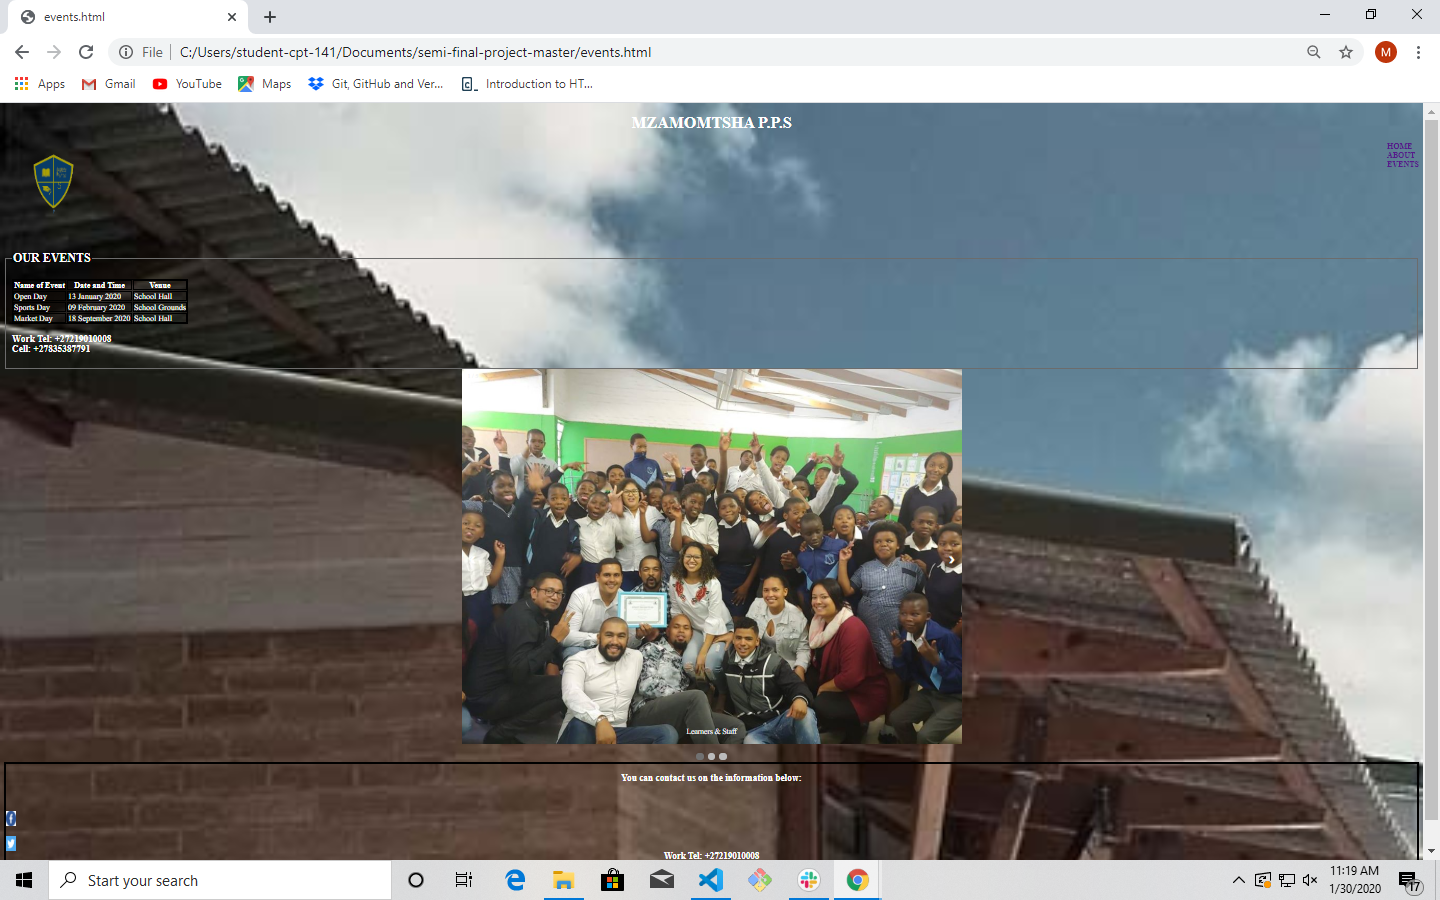 events.html
File
C:/Users/student-cpt-141/Documents/semi-final-project-master/events.html
M
Apps
Gmail
YouTube
Maps
Git, GitHub and Ver...
Introduction to HT...
MZAMOMTSHA P.P.S
HOME
ABOUT
EVENTS
OUR EVENTS
Name of Event Date and Time Venue
Open Day 13 January 2020 School Hall
Sports Day 09 February 2020 School Grounds
Market Day 18 September 2020 School Hall
Work Tel: +27219010008
Cell: +27835387791
Learners & Staff
You can contact us on the information below:
Work Tel: +27219010008
Start your search
11:19 AM
1/30/2020
17